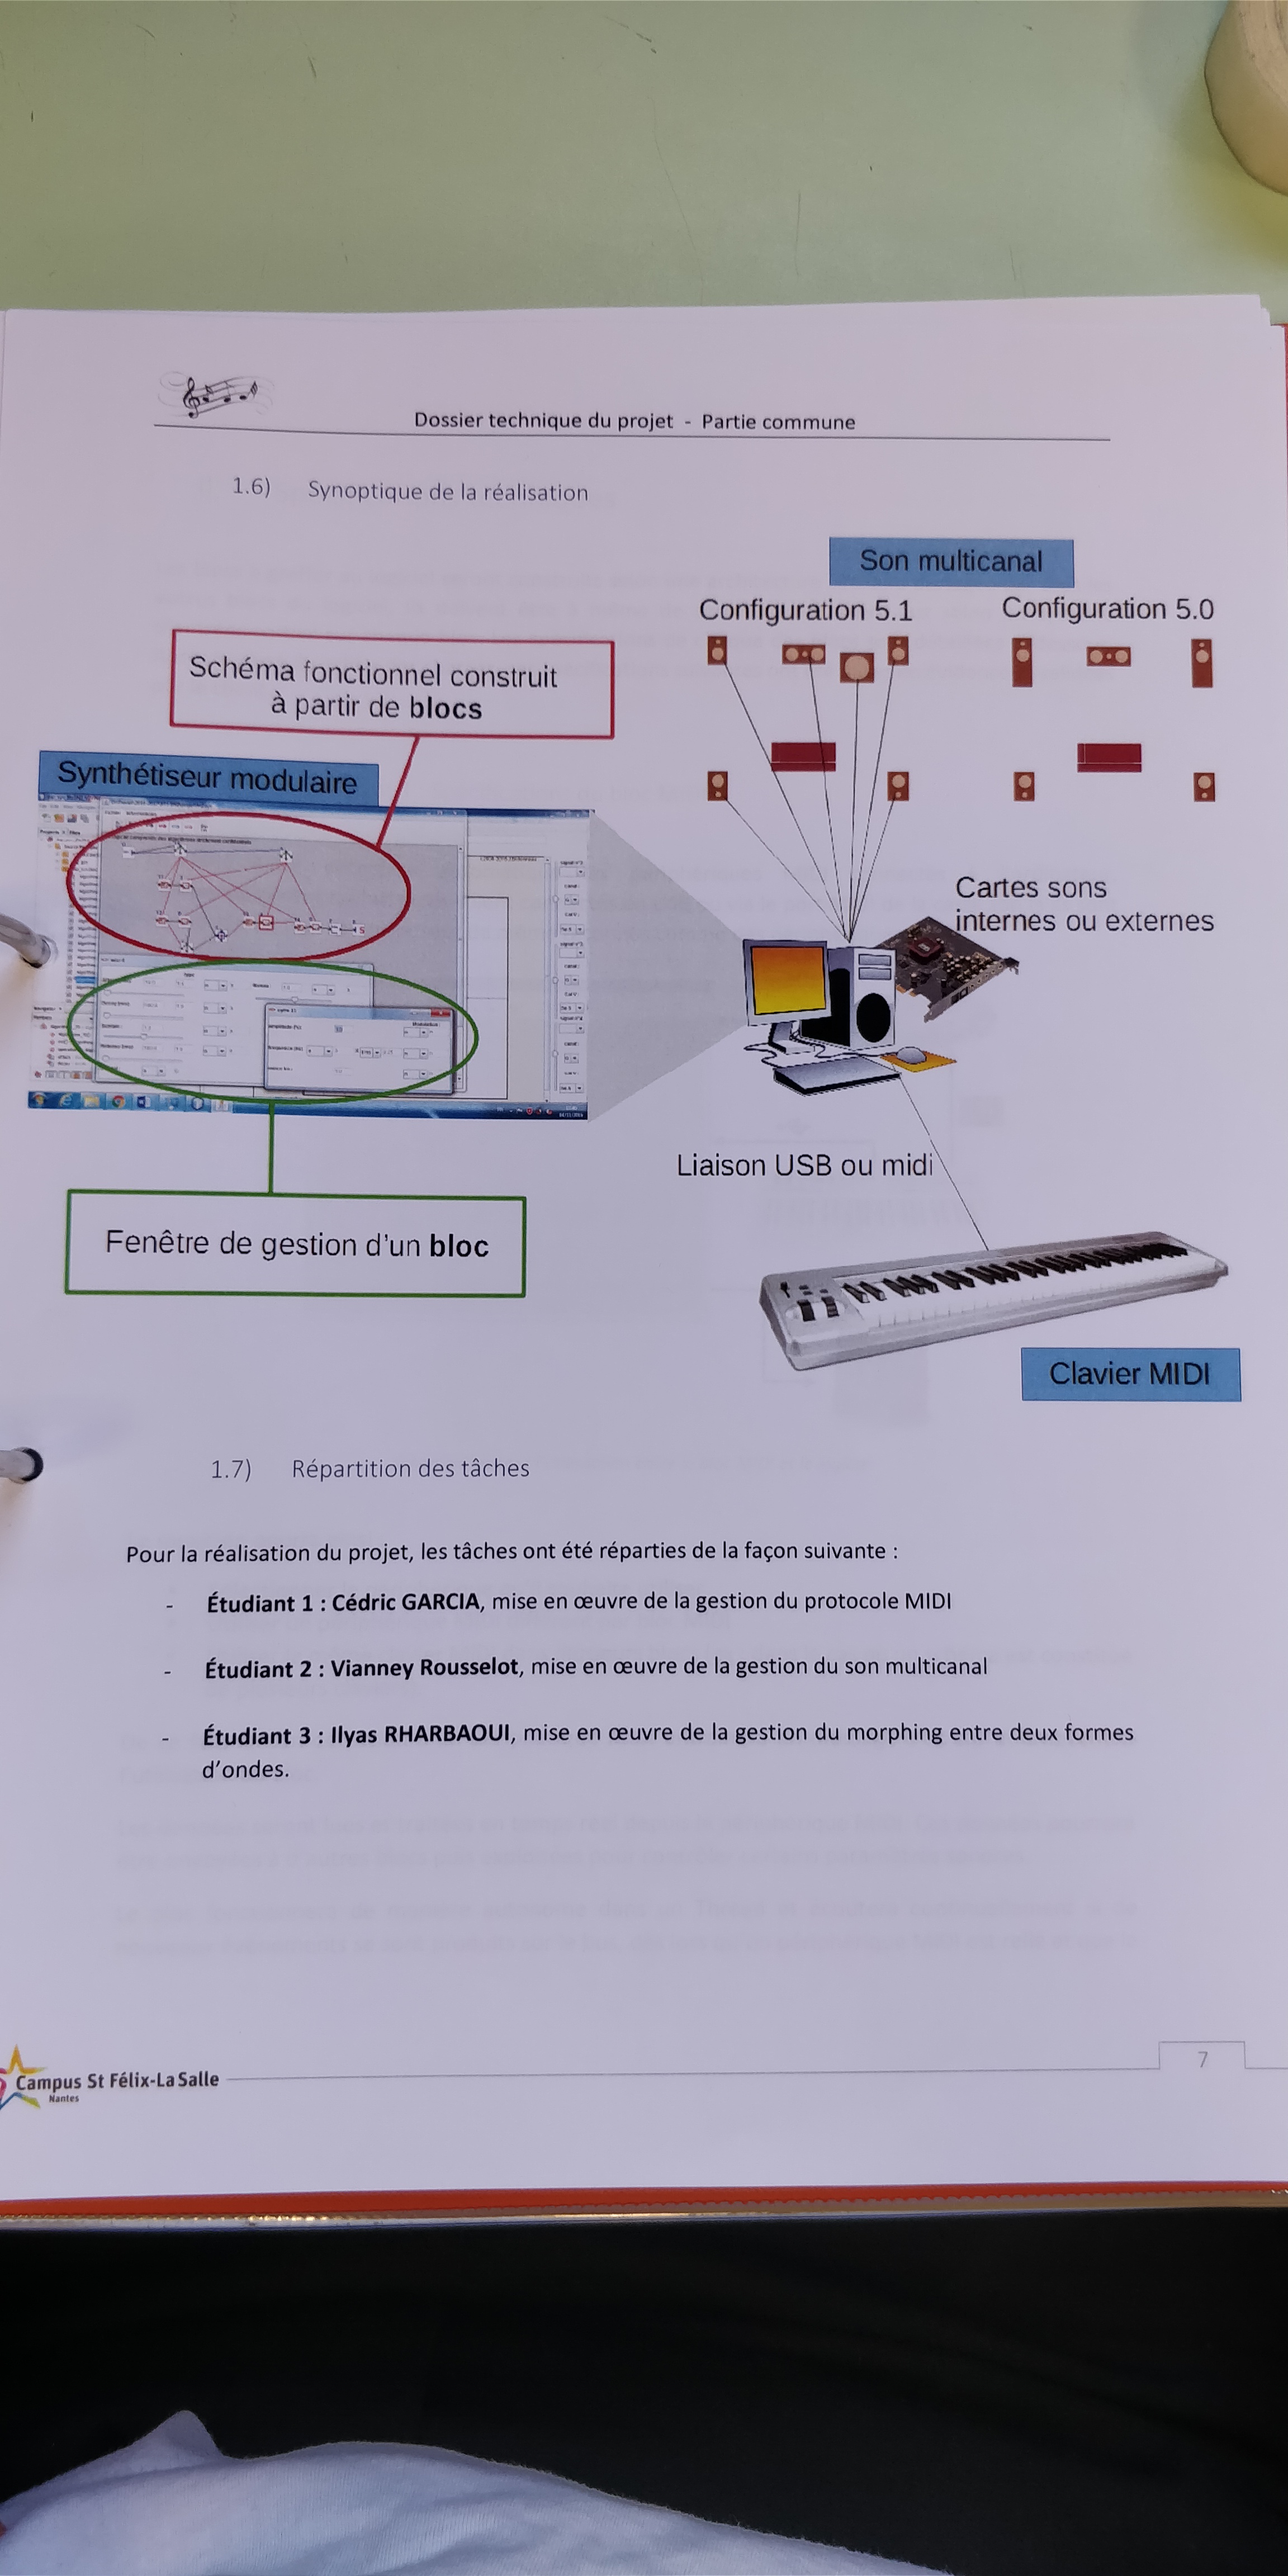 Dossier technique du projet - Partie commune
1.6) Synoptique de la réalisation
Son multicanal
Configuration 5.1
Configuration 5.0
Schéma fonctionnel construit
à partir de blocs
Synthétiseur modulaire
Cartes sons
internes ou externes
Liaison USB ou midi
Fenêtre de gestion d'un bloc
Clavier MIDI
1.7) Répartition des tâches
Pour la réalisation du projet, les tâches ont été réparties de la façon suivante :
- Étudiant 1 : Cédric GARCIA, mise en œuvre de la gestion du protocole MIDI
- Étudiant 2 : Vianney Rousselot, mise en œuvre de la gestion du son multicanal
- Étudiant 3 : Ilyas RHARBAOUI, mise en œuvre de la gestion du morphing entre deux formes
d'ondes.
7
Campus St Félix-La Salle
Nantes